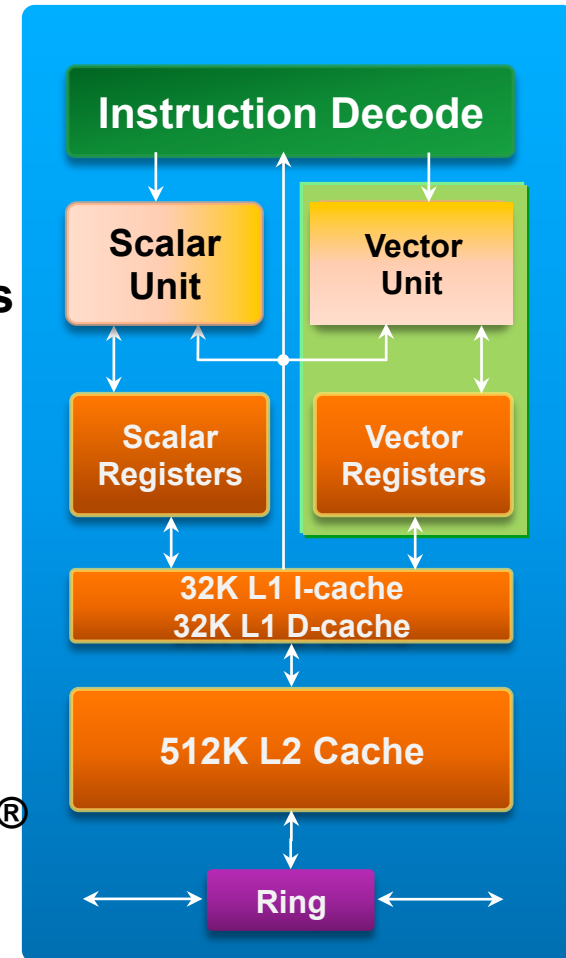 Instruction Decode
Scalar
Unit
Vector
Unit
s
Scalar
Registers
Vector
Registers
32K L1 I-cache
32K L1 D-cache
512K L2 Cache
®
Ring